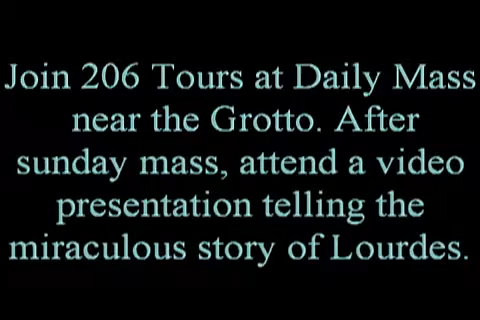 Join 206 Tours at Daily Mass
near the Grotto. After
sunday mass, attend a video
presentation telling the
miraculous story of Lourdes.